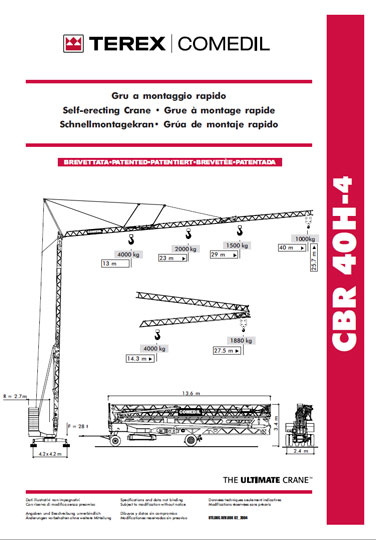 TEREX | COMEDIL
Gru a montaggio rapido
Self-erecting Crane • Grue à montage rapide
Schnellmontagekran • Grúa de montaje rapido
BREVETTATA-PATENTED-PATENTIERT-BREVETÉE-PATENTADA
CBR 40H-4
4000 kg
13 m
2000 kg
23 m
1500 kg
29 m
1000 kg
40 m
25.7 m
4000 kg
14.3 m
1880 kg
27.5 m
R = 2.7m
F = 28 t
4.2x4.2 m
13.6 m
COMEDIL
3.4 m
2.4 m
THE ULTIMATE CRANE™
Dati illustrativi non impegnativi
Con riserva di modifica senza preavviso
Angaben und Beschreibung unverbindlich
Änderungen vorbehalten ohne weitere Mitteilung
Specifications and data not binding
Subject to modification without notice
Dibujos y datos sin compromiso
Modificaciones reservadas sin previso
Données techniques seulement indicatives
Modifications réservées sans préavis